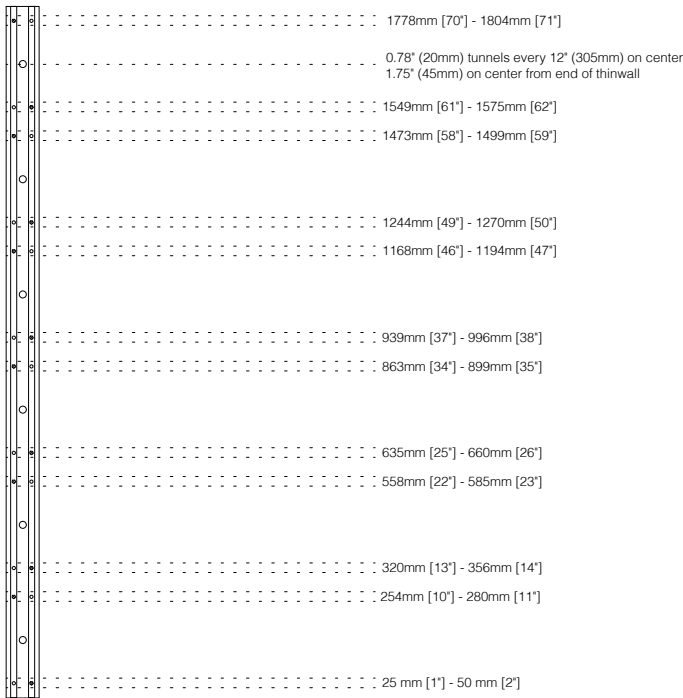 1778mm [70"] - 1804mm [71"]
0.78" (20mm) tunnels every 12" (305mm) on center
1.75" (45mm) on center from end of thinwall
1549mm [61"] - 1575mm [62"]
1473mm [58"] - 1499mm [59"]
1244mm [49"] - 1270mm [50"]
1168mm [46"] - 1194mm [47"]
939mm [37"] - 996mm [38"]
863mm [34"] - 899mm [35"]
635mm [25"] - 660mm [26"]
558mm [22"] - 585mm [23"]
320mm [13"] - 356mm [14"]
254mm [10"] - 280mm [11"]
25 mm [1"] - 50 mm [2"]